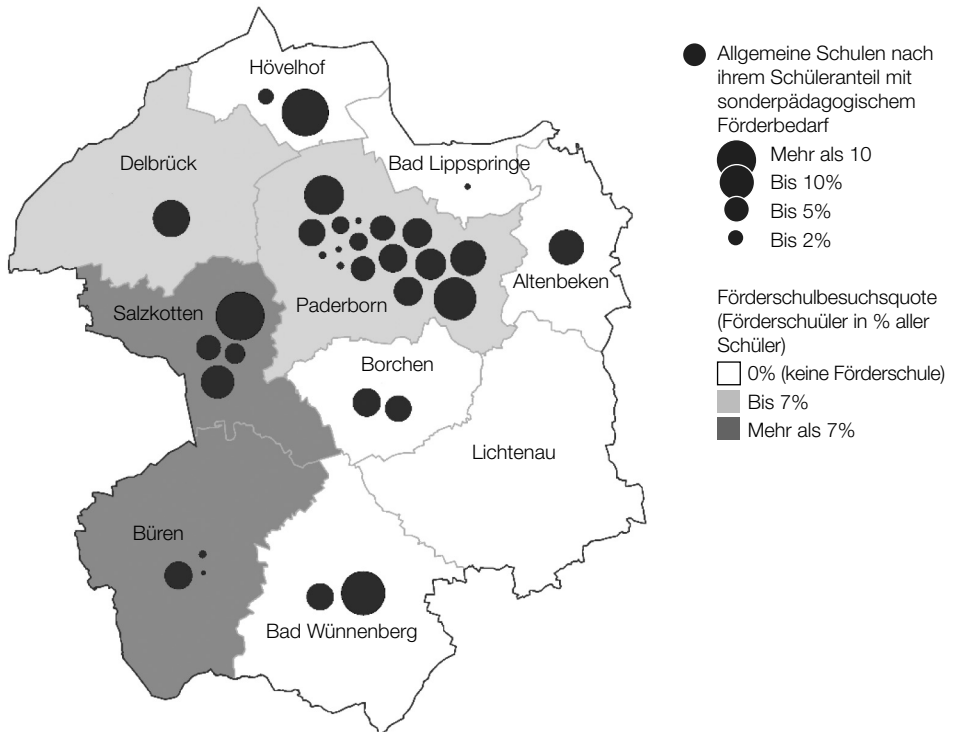 Hövelhof
Delbrück
Bad Lippspringe
Altenbeken
Salzkotten
Paderborn
Borchen
Lichtenau
Büren
Bad Wünnenberg
Allgemeine Schulen nach
ihrem Schüleranteil mit
sonderpädagogischem
Förderbedarf
Mehr als 10
Bis 10%
Bis 5%
Bis 2%
Förderschulbesuchsquote
(Förderschuüler in % aller
Schüler)
0% (keine Förderschule)
Bis 7%
Mehr als 7%